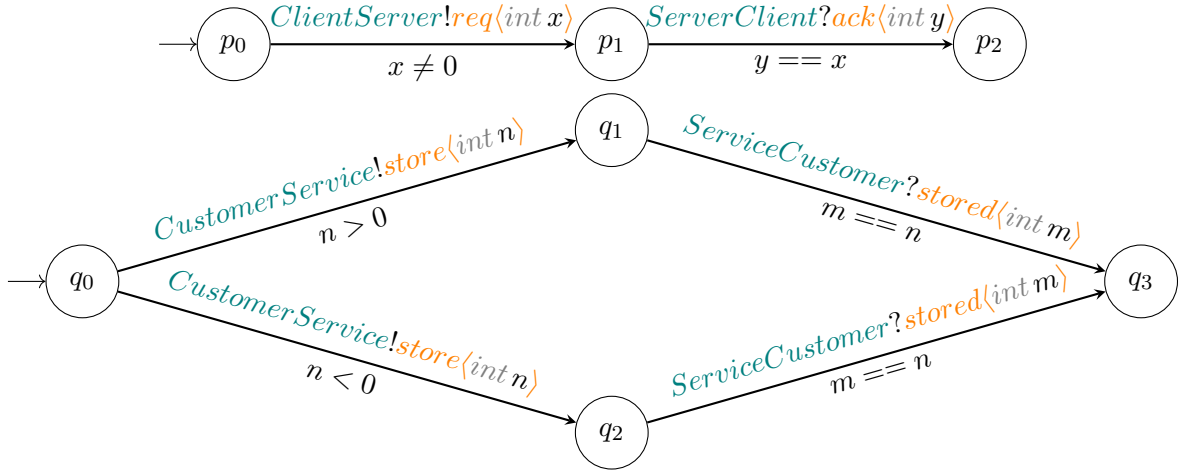 ClientServer!req⟨int x⟩
ServerClient?ack⟨int y⟩
p₀
p₁
p₂
x ≠ 0
y == x
q₁
CustomerService!store⟨int n⟩
n > 0
ServiceCustomer?stored⟨int m⟩
m == n
q₀
q₃
CustomerService!store⟨int n⟩
n < 0
ServiceCustomer?stored⟨int m⟩
m == n
q₂